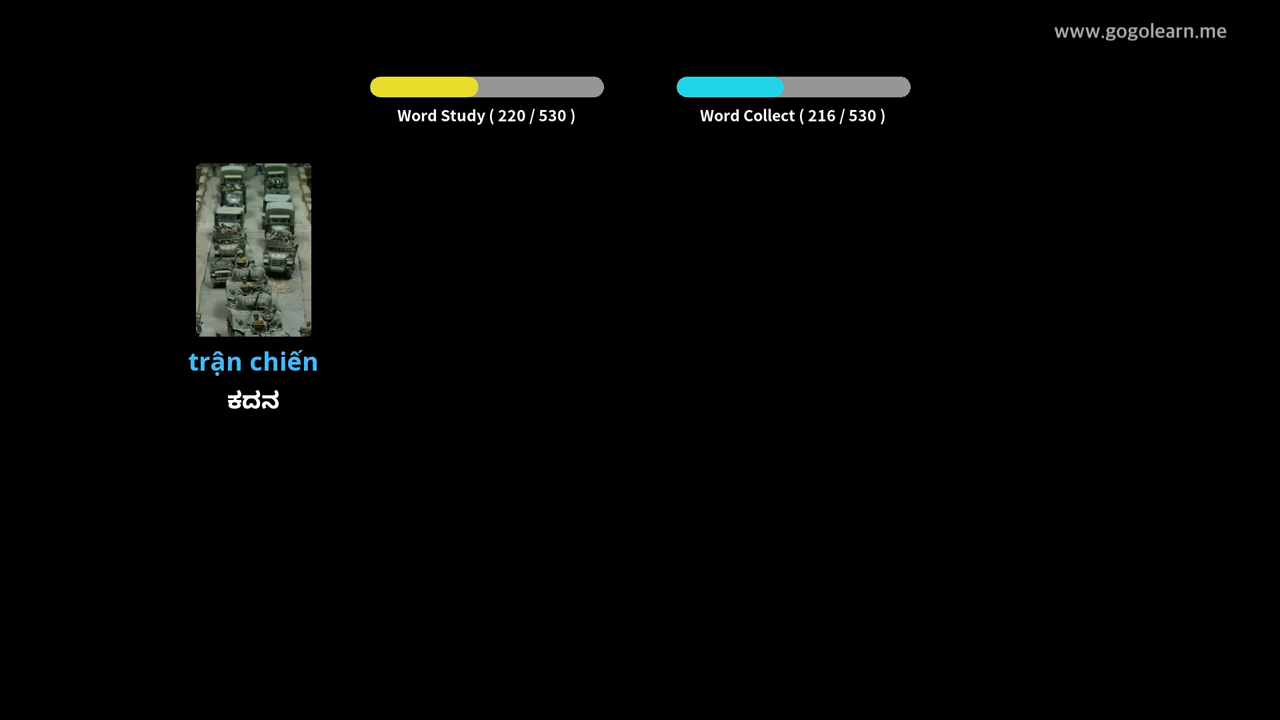 www.gogolearn.me
Word Study ( 220 / 530 )
Word Collect ( 216 / 530 )
trận chiến
ಕದನ